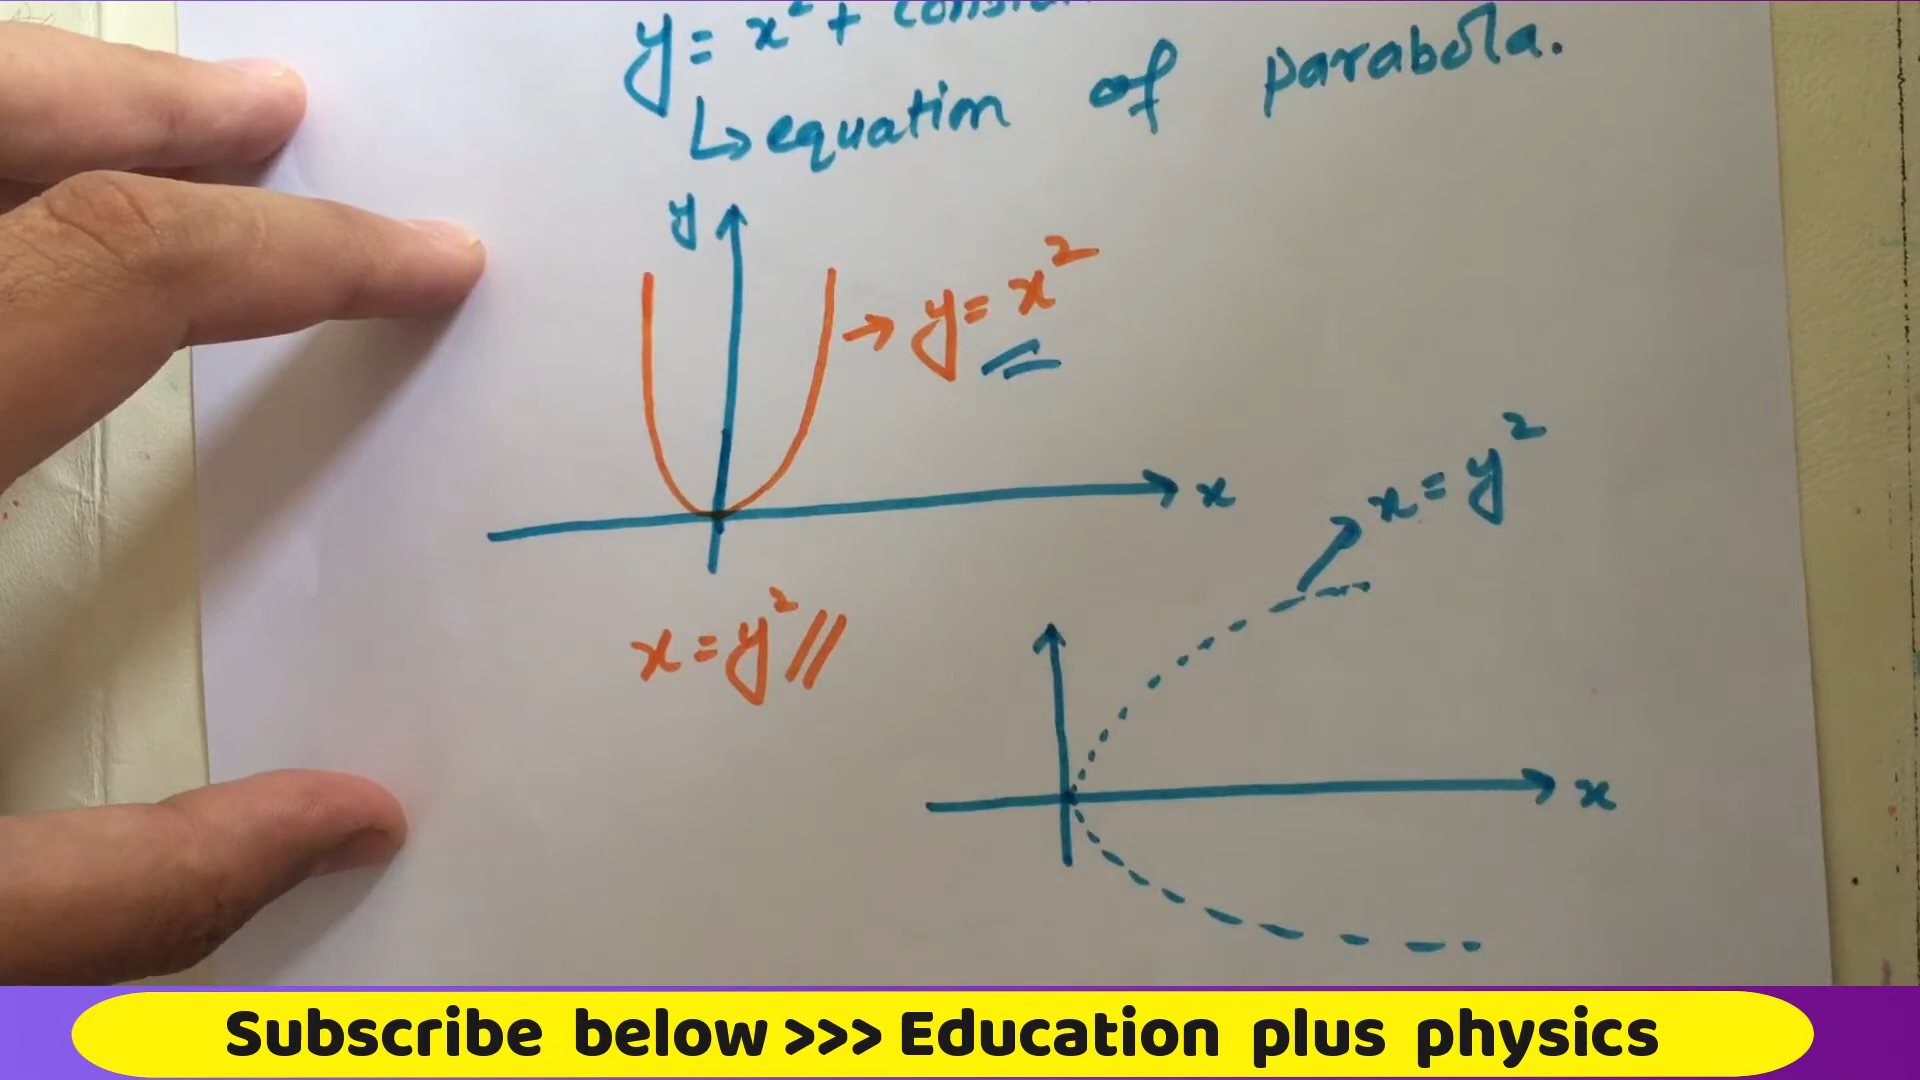 y = x² +
↳ equation of parabola.
y
→ y = x²
x
x = y²
x = y² //
x
Subscribe below >>> Education plus physics